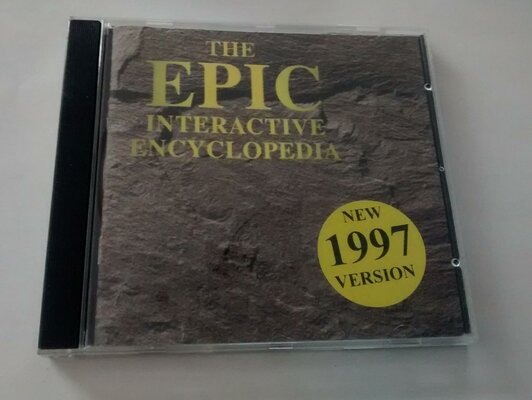 THE
EPIC
INTERACTIVE
ENCYCLOPEDIA
NEW
1997
VERSION